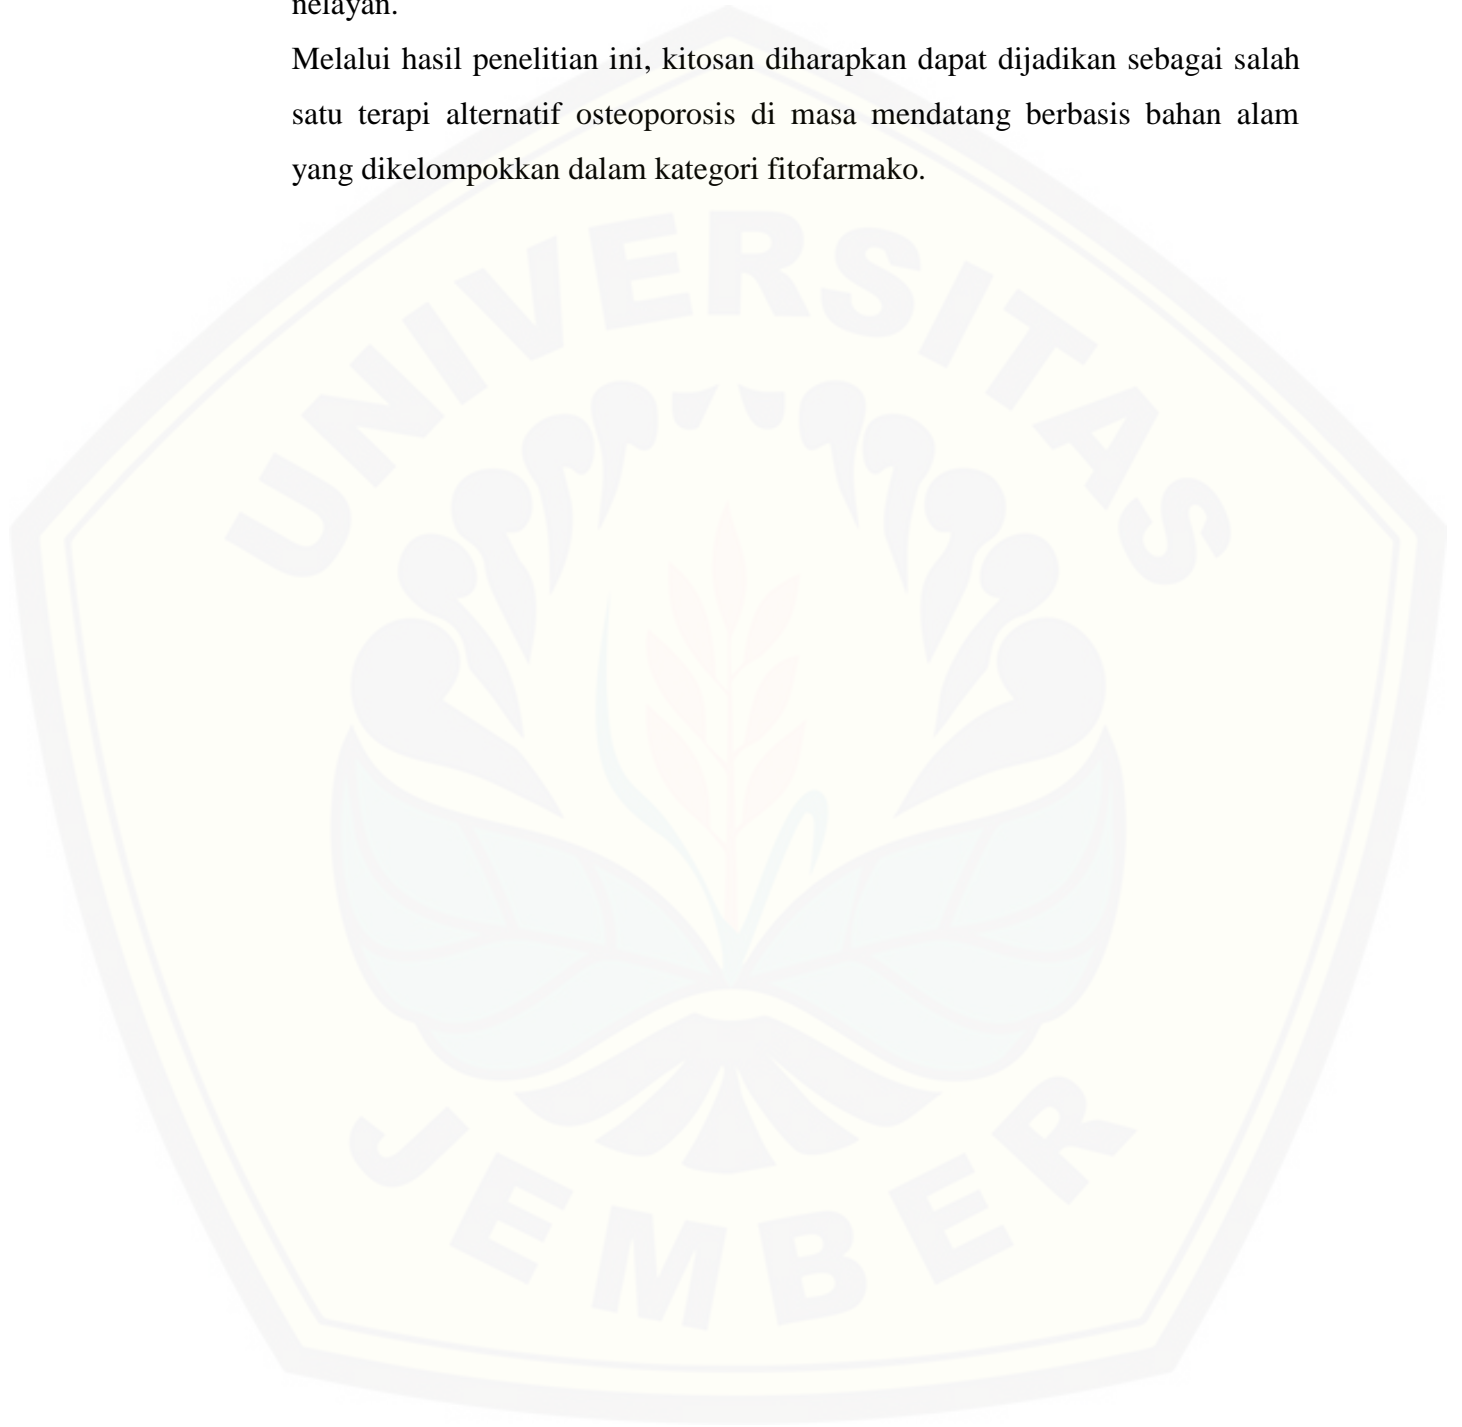 nelayan.
Melalui hasil penelitian ini, kitosan diharapkan dapat dijadikan sebagai salah
satu terapi alternatif osteoporosis di masa mendatang berbasis bahan alam
yang dikelompokkan dalam kategori fitofarmako.
UNIVERSITAS
JEMBER